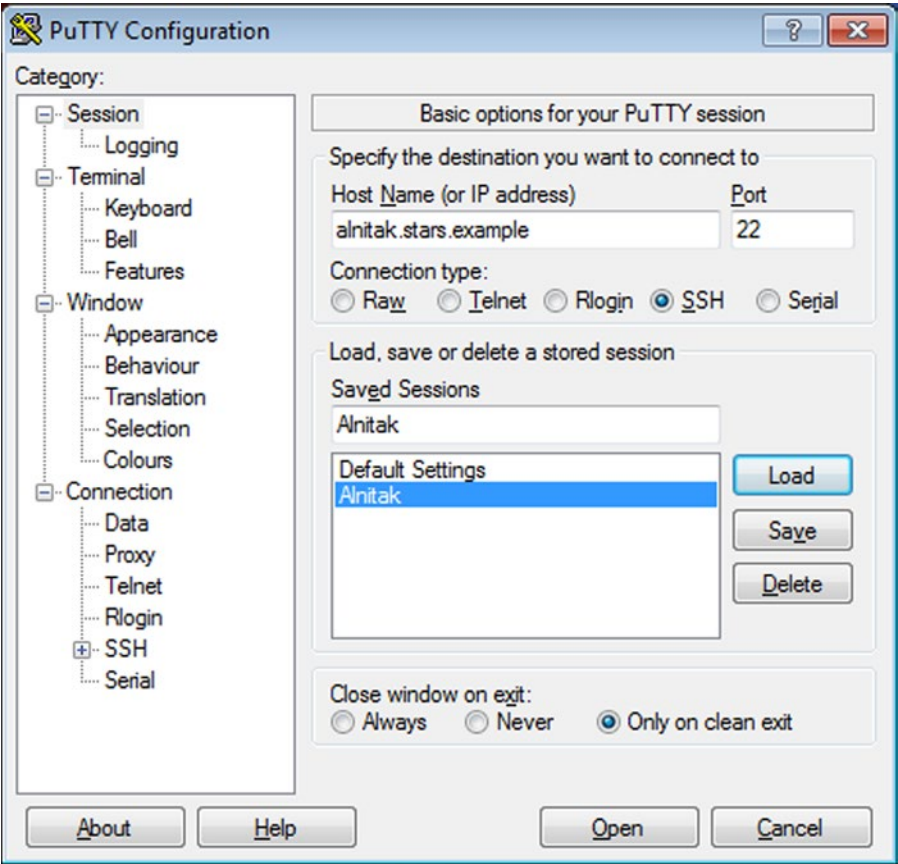 PuTTY Configuration
Category:
Session
Logging
Terminal
Keyboard
Bell
Features
Window
Appearance
Behaviour
Translation
Selection
Colours
Connection
Data
Proxy
Telnet
Rlogin
SSH
Serial
Basic options for your PuTTY session
Specify the destination you want to connect to
Host Name (or IP address) Port
alnitak.stars.example 22
Connection type:
Raw Telnet Rlogin SSH Serial
Load, save or delete a stored session
Saved Sessions
Alnitak
Default Settings
Alnitak
Load
Save
Delete
Close window on exit:
Always Never Only on clean exit
About Help Open Cancel